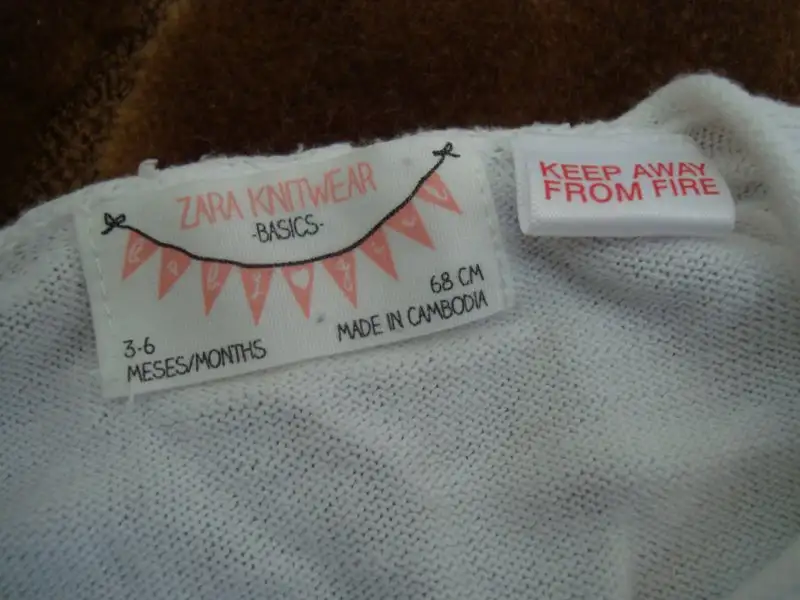 ZARA KNITWEAR
-BASICS-
3-6
MESES/MONTHS
68 CM
MADE IN CAMBODIA
KEEP AWAY
FROM FIRE